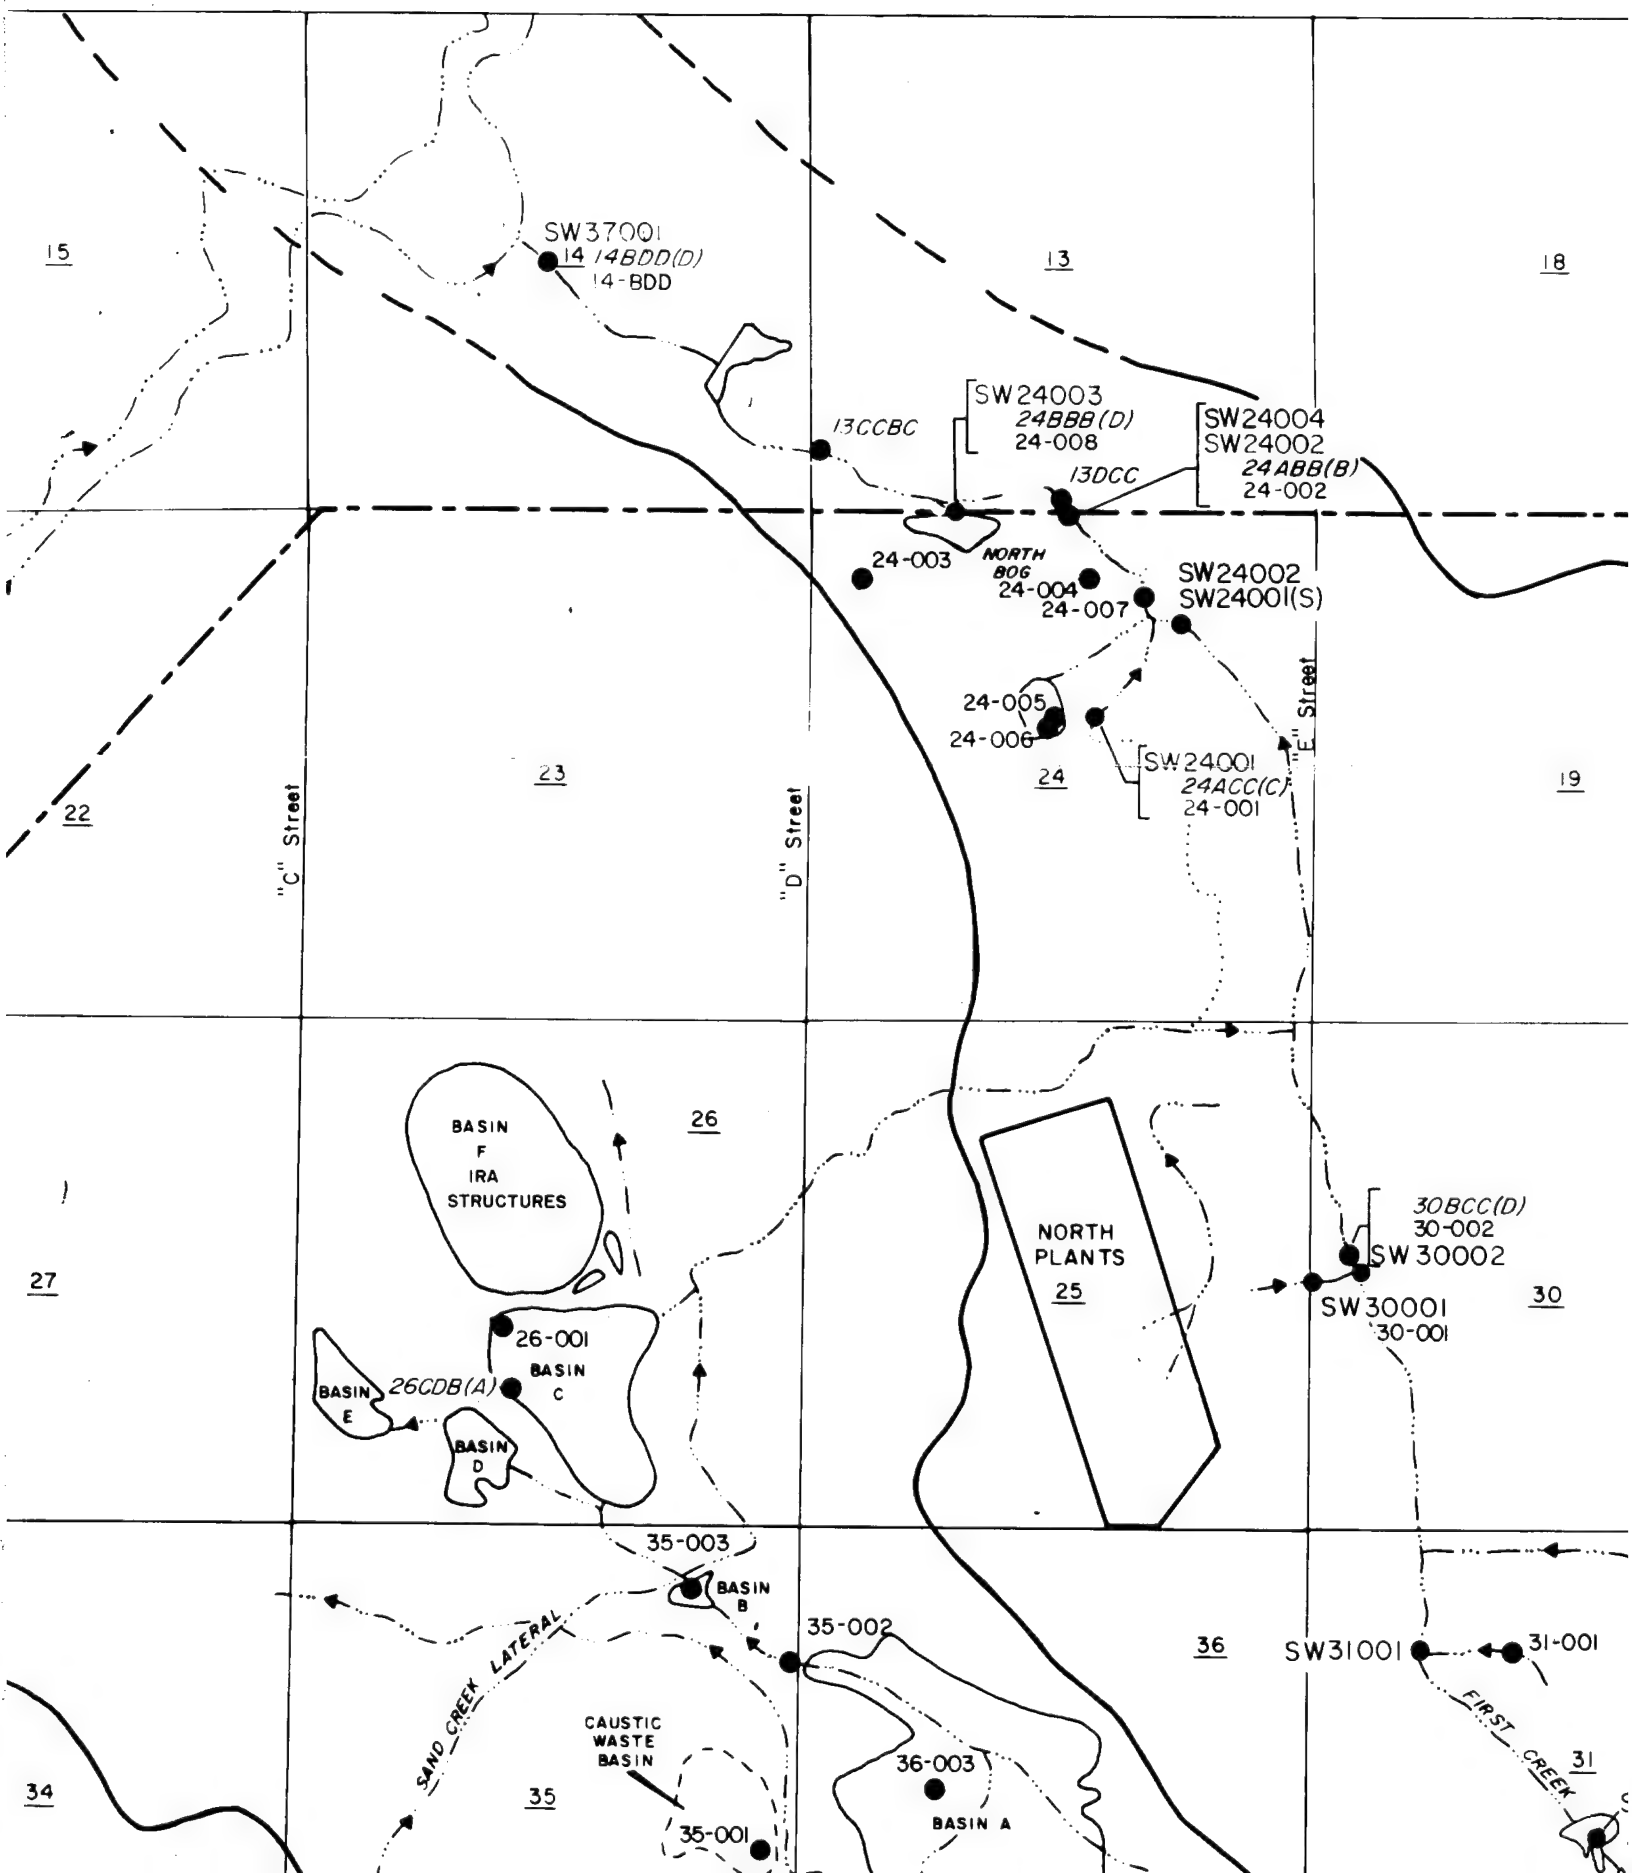 15
SW37001
14 14BDD(D)
14-BDD
13
18
SW24003
24BBB(D)
24-008
SW24004
SW24002
24ABB(B)
24-002
13CCBC
13DCC
24-003
NORTH
BOG
24-004
24-007
SW24002
SW24001(S)
24-005
24-006
SW24001
24ACC(C)
24-001
"E" Street
22
"C" Street
23
"D" Street
24
19
BASIN
F
IRA
STRUCTURES
26
27
NORTH
PLANTS
25
30BCC(D)
30-002
SW30002
SW30001
30-001
30
26-001
BASIN
C
26CDB(A)
BASIN
E
BASIN
D
35-003
BASIN
B
35-002
36
SW31001
31-001
SAND CREEK LATERAL
FIRST CREEK
CAUSTIC
WASTE
BASIN
36-003
BASIN A
31
34
35
35-001